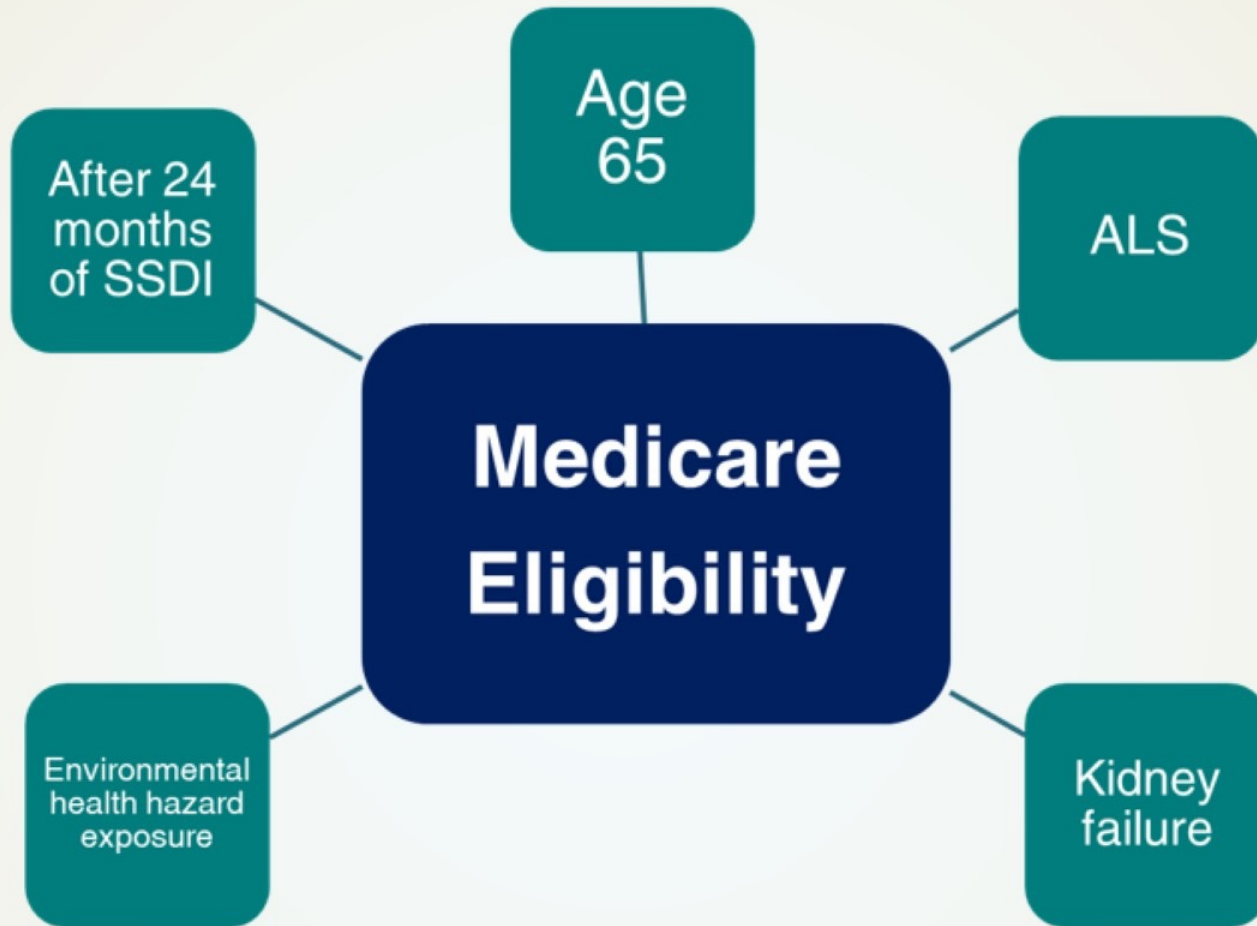 Age
65
After 24
months
of SSDI
ALS
Medicare
Eligibility
Environmental
health hazard
exposure
Kidney
failure